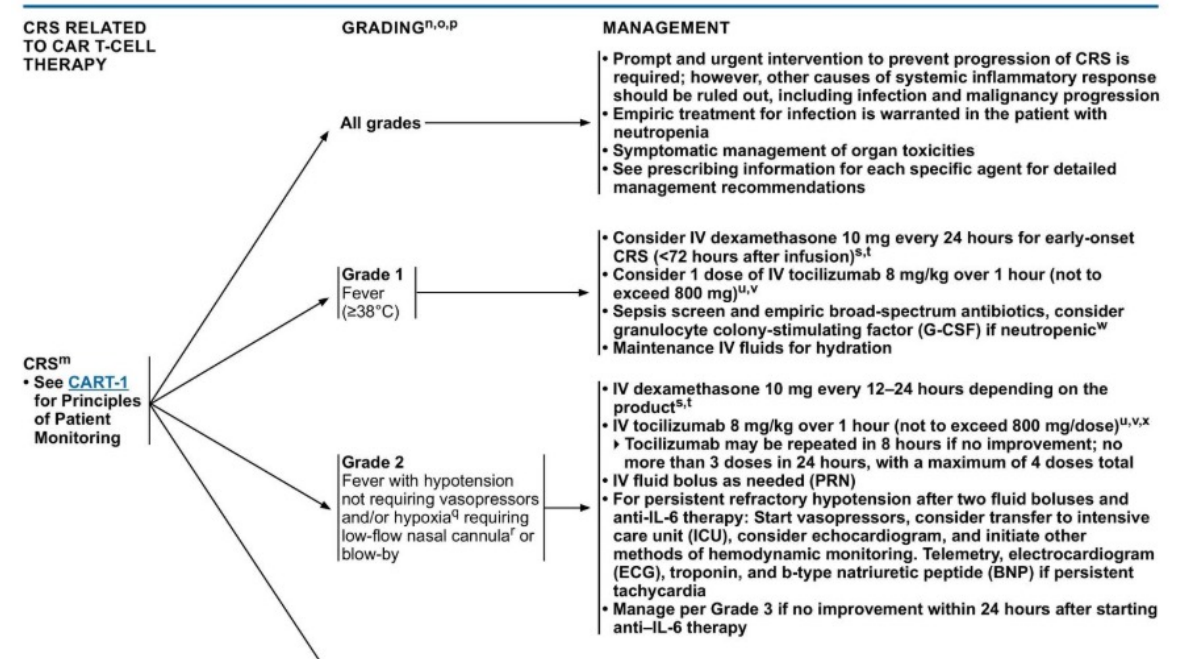 CRS RELATED
TO CAR T-CELL
THERAPY
GRADINGn,o,p
MANAGEMENT
All grades
• Prompt and urgent intervention to prevent progression of CRS is
required; however, other causes of systemic inflammatory response
should be ruled out, including infection and malignancy progression
• Empiric treatment for infection is warranted in the patient with
neutropenia
• Symptomatic management of organ toxicities
• See prescribing information for each specific agent for detailed
management recommendations
Grade 1
Fever
(≥38°C)
• Consider IV dexamethasone 10 mg every 24 hours for early-onset
CRS (<72 hours after infusion)s,t
• Consider 1 dose of IV tocilizumab 8 mg/kg over 1 hour (not to
exceed 800 mg)u,v
• Sepsis screen and empiric broad-spectrum antibiotics, consider
granulocyte colony-stimulating factor (G-CSF) if neutropenicw
• Maintenance IV fluids for hydration
CRSm
• See CART-1
for Principles
of Patient
Monitoring
Grade 2
Fever with hypotension
not requiring vasopressors
and/or hypoxiaq requiring
low-flow nasal cannular or
blow-by
• IV dexamethasone 10 mg every 12–24 hours depending on the
products,t
• IV tocilizumab 8 mg/kg over 1 hour (not to exceed 800 mg/dose)u,v,x
▸ Tocilizumab may be repeated in 8 hours if no improvement; no
more than 3 doses in 24 hours, with a maximum of 4 doses total
• IV fluid bolus as needed (PRN)
• For persistent refractory hypotension after two fluid boluses and
anti-IL-6 therapy: Start vasopressors, consider transfer to intensive
care unit (ICU), consider echocardiogram, and initiate other
methods of hemodynamic monitoring. Telemetry, electrocardiogram
(ECG), troponin, and b-type natriuretic peptide (BNP) if persistent
tachycardia
• Manage per Grade 3 if no improvement within 24 hours after starting
anti–IL-6 therapy